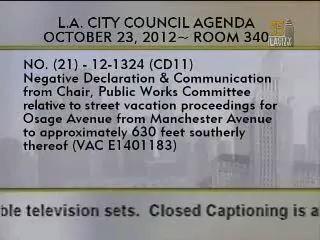 L.A. CITY COUNCIL AGENDA
OCTOBER 23, 2012~ ROOM 340
NO. (21) - 12-1324 (CD11)
Negative Declaration & Communication
from Chair, Public Works Committee
relative to street vacation proceedings for
Osage Avenue from Manchester Avenue
to approximately 630 feet southerly
thereof (VAC E1401183)
ble television sets.  Closed Captioning is a